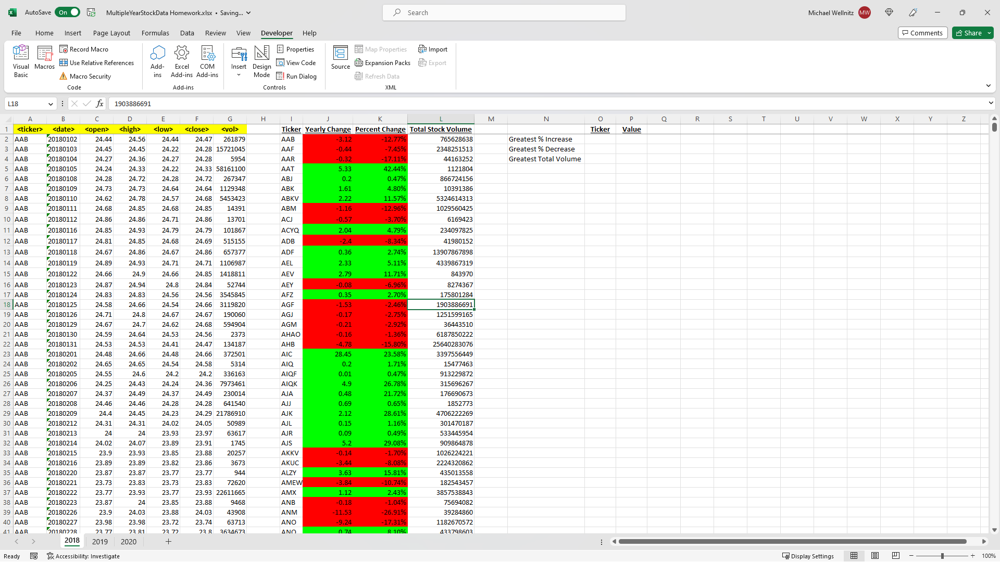 AutoSave On MultipleYearStockData Homework.xlsx • Saving... Search Michael Wellnitz MW
File Home Insert Page Layout Formulas Data Review View Developer Help Comments Share
Visual Basic Macros Record Macro Use Relative References Macro Security Code
Add-ins Excel Add-ins COM Add-ins Add-ins
Insert Design Mode Properties View Code Run Dialog Controls
Source Map Properties Expansion Packs Refresh Data Import Export XML
L18 fx 1903886691
A B C D E F G H I J K L M N O P Q R S T U V W X Y Z
1 <ticker> <date> <open> <high> <low> <close> <vol> Ticker Yearly Change Percent Change Total Stock Volume Ticker Value
2 AAB 20180102 24.44 24.56 24.44 24.47 261879 AAB -3.12 -12.77% 765628638 Greatest % Increase
3 AAB 20180103 24.45 24.45 24.22 24.28 15721045 AAF -0.44 -7.45% 2348251513 Greatest % Decrease
4 AAB 20180104 24.27 24.36 24.27 24.28 5954 AAR -0.32 -17.11% 44163252 Greatest Total Volume
5 AAB 20180105 24.24 24.33 24.22 24.33 58161100 AAT 5.33 42.44% 1121804
6 AAB 20180108 24.28 24.72 24.28 24.72 267347 ABJ 0.2 0.47% 866724156
7 AAB 20180109 24.73 24.73 24.64 24.64 1129348 ABK 1.61 4.80% 10391386
8 AAB 20180110 24.62 24.78 24.57 24.68 5453423 ABKV 2.22 11.57% 5324614313
9 AAB 20180111 24.68 24.85 24.68 24.85 14391 ABM -1.16 -12.96% 1029560425
10 AAB 20180112 24.86 24.86 24.71 24.86 13701 ACJ -0.57 -3.70% 6169423
11 AAB 20180116 24.85 24.93 24.79 24.79 101867 ACYQ 2.04 4.79% 234097825
12 AAB 20180117 24.81 24.85 24.68 24.69 515155 ADB -2.4 -8.34% 41980152
13 AAB 20180118 24.67 24.86 24.67 24.86 657377 ADF 0.36 2.74% 13907867898
14 AAB 20180119 24.89 24.93 24.71 24.71 1106987 AEL 2.33 5.11% 4339867319
15 AAB 20180122 24.66 24.9 24.66 24.85 1418811 AEV 2.79 11.71% 843970
16 AAB 20180123 24.87 24.94 24.8 24.84 52744 AEY -0.08 -6.96% 8274367
17 AAB 20180124 24.83 24.83 24.56 24.56 3545845 AFZ 0.35 2.70% 175801284
18 AAB 20180125 24.58 24.66 24.54 24.66 3119820 AGF -1.53 -2.46% 1903886691
19 AAB 20180126 24.71 24.8 24.67 24.67 190060 AGJ -0.17 -2.75% 1251599165
20 AAB 20180129 24.67 24.7 24.62 24.68 594904 AGM -0.21 -2.92% 36443510
21 AAB 20180130 24.59 24.64 24.53 24.56 2373 AHAO -0.16 -1.36% 6187850222
22 AAB 20180131 24.53 24.53 24.41 24.47 134187 AHB -4.78 -15.80% 25640283076
23 AAB 20180201 24.48 24.66 24.48 24.66 372501 AIC 28.45 23.58% 3397556449
24 AAB 20180202 24.65 24.65 24.54 24.58 5314 AIQ 0.2 1.71% 15477463
25 AAB 20180205 24.55 24.6 24.2 24.2 336163 AIQF 0.01 0.47% 913229872
26 AAB 20180206 24.25 24.43 24.24 24.36 7973461 AIQK 4.9 26.78% 315696267
27 AAB 20180207 24.37 24.49 24.37 24.49 230014 AJA 0.48 21.72% 176690673
28 AAB 20180208 24.46 24.46 24.28 24.28 641540 AJJ 0.69 0.65% 1852773
29 AAB 20180209 24.4 24.45 24.23 24.29 21786910 AJK 2.12 28.61% 4706222269
30 AAB 20180212 24.31 24.31 24.02 24.05 50989 AJL 0.15 1.16% 301470187
31 AAB 20180213 24 24 23.93 23.97 63617 AJR 0.09 0.49% 533445954
32 AAB 20180214 24.02 24.07 23.89 23.91 1745 AJS 5.2 29.08% 909864878
33 AAB 20180215 23.9 23.93 23.85 23.88 20257 AKKV -0.14 -1.70% 1026224221
34 AAB 20180216 23.89 23.89 23.82 23.86 3673 AKUC -3.44 -8.08% 2224320862
35 AAB 20180220 23.87 23.87 23.77 23.77 944 ALZY 3.63 15.81% 435013558
36 AAB 20180221 23.73 23.83 23.73 23.83 72620 AMEW -3.84 -10.74% 182543457
37 AAB 20180222 23.77 23.93 23.77 23.93 22611665 AMX 1.12 2.43% 3857538843
38 AAB 20180223 23.87 24 23.85 23.88 9468 ANB -0.18 -1.04% 75694082
39 AAB 20180226 23.9 24.03 23.88 24.03 43908 ANM -11.53 -26.91% 39284860
40 AAB 20180227 23.98 23.98 23.72 23.74 63713 ANO -9.24 -17.31% 1182670572
41 AAB 20180228 23.77 23.81 23.72 23.8 3634673 ANQ 0.74 8.10% 433798603
2018 2019 2020
Ready Accessibility: Investigate Display Settings 100%